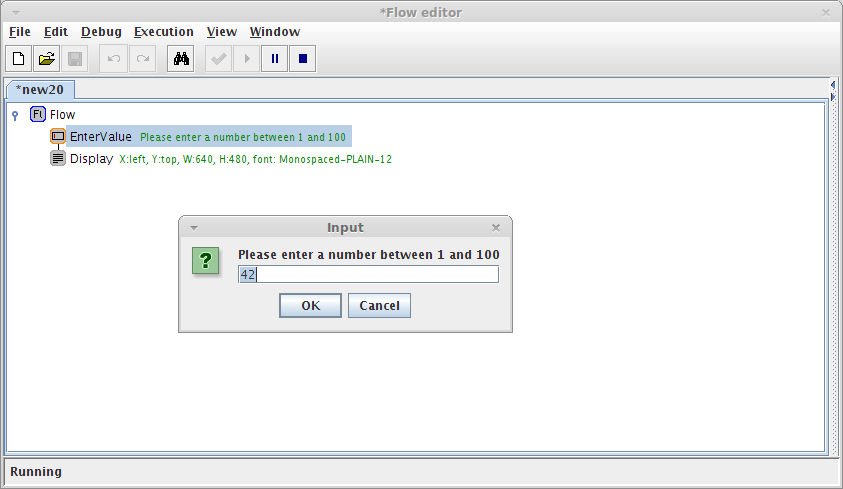 *Flow editor
File Edit Debug Execution View Window
*new20
Ft Flow
EnterValue Please enter a number between 1 and 100
Display X:left, Y:top, W:640, H:480, font: Monospaced-PLAIN-12
Input
? Please enter a number between 1 and 100
42
OK Cancel
Running